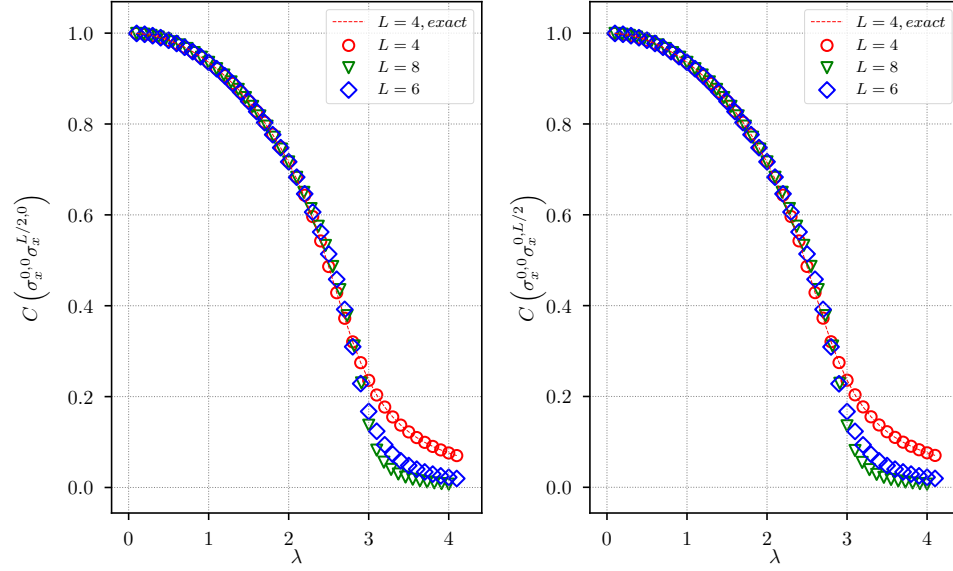 C (σ_x^{0,0} σ_x^{L/2,0})
1.0
0.8
0.6
0.4
0.2
0.0
0
1
2
3
4
λ
L = 4, exact
L = 4
L = 8
L = 6
C (σ_x^{0,0} σ_x^{0,L/2})
1.0
0.8
0.6
0.4
0.2
0.0
0
1
2
3
4
λ
L = 4, exact
L = 4
L = 8
L = 6